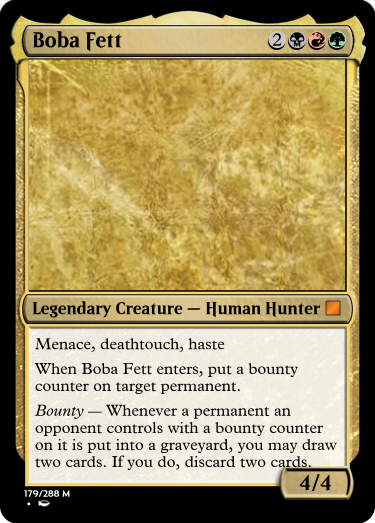 Boba Fett 2
Legendary Creature — Human Hunter
Menace, deathtouch, haste
When Boba Fett enters, put a bounty
counter on target permanent.
Bounty — Whenever a permanent an
opponent controls with a bounty counter
on it is put into a graveyard, you may draw
two cards. If you do, discard two cards.
4/4
179/288 M